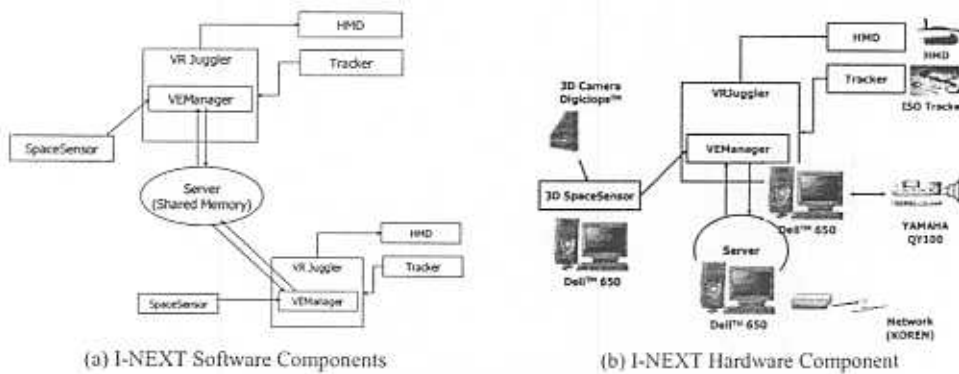 HMD
VR Juggler
Tracker
VEManager
SpaceSensor
Server
(Shared Memory)
HMD
VR Juggler
Tracker
VEManager
SpaceSensor
(a) I-NEXT Software Components
HMD
HMD
3D Camera
Digiclops™
VRJuggler
Tracker
ISO Tracke
VEManager
3D SpaceSensor
Dell™ 650
YAMAHA
QY100
Server
Dell™ 650
Dell™ 650
Network
(KOREN)
(b) I-NEXT Hardware Component